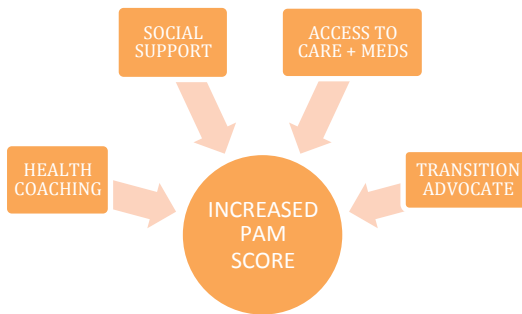 SOCIAL
SUPPORT
ACCESS TO
CARE + MEDS
HEALTH
COACHING
TRANSITION
ADVOCATE
INCREASED
PAM
SCORE